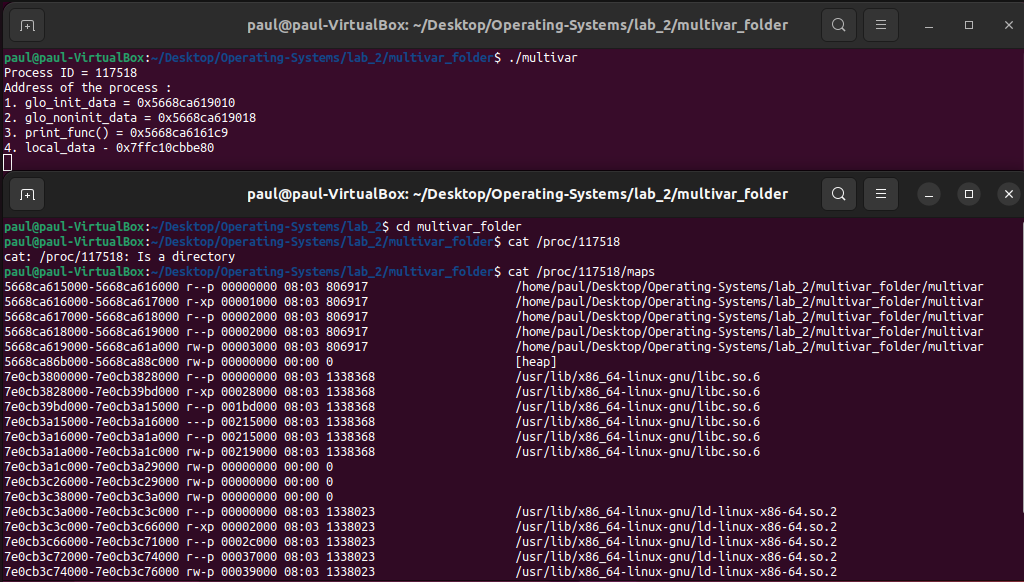 paul@paul-VirtualBox: ~/Desktop/Operating-Systems/lab_2/multivar_folder
paul@paul-VirtualBox:~/Desktop/Operating-Systems/lab_2/multivar_folder$ ./multivar
Process ID = 117518
Address of the process :
1. glo_init_data = 0x5668ca619010
2. glo_noninit_data = 0x5668ca619018
3. print_func() = 0x5668ca6161c9
4. local_data - 0x7ffc10cbbe80
paul@paul-VirtualBox: ~/Desktop/Operating-Systems/lab_2/multivar_folder
paul@paul-VirtualBox:~/Desktop/Operating-Systems/lab_2$ cd multivar_folder
paul@paul-VirtualBox:~/Desktop/Operating-Systems/lab_2/multivar_folder$ cat /proc/117518
cat: /proc/117518: Is a directory
paul@paul-VirtualBox:~/Desktop/Operating-Systems/lab_2/multivar_folder$ cat /proc/117518/maps
5668ca615000-5668ca616000 r--p 00000000 08:03 806917 /home/paul/Desktop/Operating-Systems/lab_2/multivar_folder/multivar
5668ca616000-5668ca617000 r-xp 00001000 08:03 806917 /home/paul/Desktop/Operating-Systems/lab_2/multivar_folder/multivar
5668ca617000-5668ca618000 r--p 00002000 08:03 806917 /home/paul/Desktop/Operating-Systems/lab_2/multivar_folder/multivar
5668ca618000-5668ca619000 r--p 00002000 08:03 806917 /home/paul/Desktop/Operating-Systems/lab_2/multivar_folder/multivar
5668ca619000-5668ca61a000 rw-p 00003000 08:03 806917 /home/paul/Desktop/Operating-Systems/lab_2/multivar_folder/multivar
5668ca86b000-5668ca88c000 rw-p 00000000 00:00 0 [heap]
7e0cb3800000-7e0cb3828000 r--p 00000000 08:03 1338368 /usr/lib/x86_64-linux-gnu/libc.so.6
7e0cb3828000-7e0cb39bd000 r-xp 00028000 08:03 1338368 /usr/lib/x86_64-linux-gnu/libc.so.6
7e0cb39bd000-7e0cb3a15000 r--p 001bd000 08:03 1338368 /usr/lib/x86_64-linux-gnu/libc.so.6
7e0cb3a15000-7e0cb3a16000 ---p 00215000 08:03 1338368 /usr/lib/x86_64-linux-gnu/libc.so.6
7e0cb3a16000-7e0cb3a1a000 r--p 00215000 08:03 1338368 /usr/lib/x86_64-linux-gnu/libc.so.6
7e0cb3a1a000-7e0cb3a1c000 rw-p 00219000 08:03 1338368 /usr/lib/x86_64-linux-gnu/libc.so.6
7e0cb3a1c000-7e0cb3a29000 rw-p 00000000 00:00 0
7e0cb3c26000-7e0cb3c29000 rw-p 00000000 00:00 0
7e0cb3c38000-7e0cb3c3a000 rw-p 00000000 00:00 0
7e0cb3c3a000-7e0cb3c3c000 r--p 00000000 08:03 1338023 /usr/lib/x86_64-linux-gnu/ld-linux-x86-64.so.2
7e0cb3c3c000-7e0cb3c66000 r-xp 00002000 08:03 1338023 /usr/lib/x86_64-linux-gnu/ld-linux-x86-64.so.2
7e0cb3c66000-7e0cb3c71000 r--p 0002c000 08:03 1338023 /usr/lib/x86_64-linux-gnu/ld-linux-x86-64.so.2
7e0cb3c72000-7e0cb3c74000 r--p 00037000 08:03 1338023 /usr/lib/x86_64-linux-gnu/ld-linux-x86-64.so.2
7e0cb3c74000-7e0cb3c76000 rw-p 00039000 08:03 1338023 /usr/lib/x86_64-linux-gnu/ld-linux-x86-64.so.2